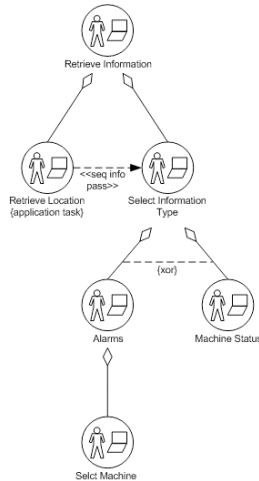 Retrieve Information
<<seq info
pass>>
Retrieve Location
{application task}
Select Information
Type
{xor}
Alarms
Machine Status
Selct Machine